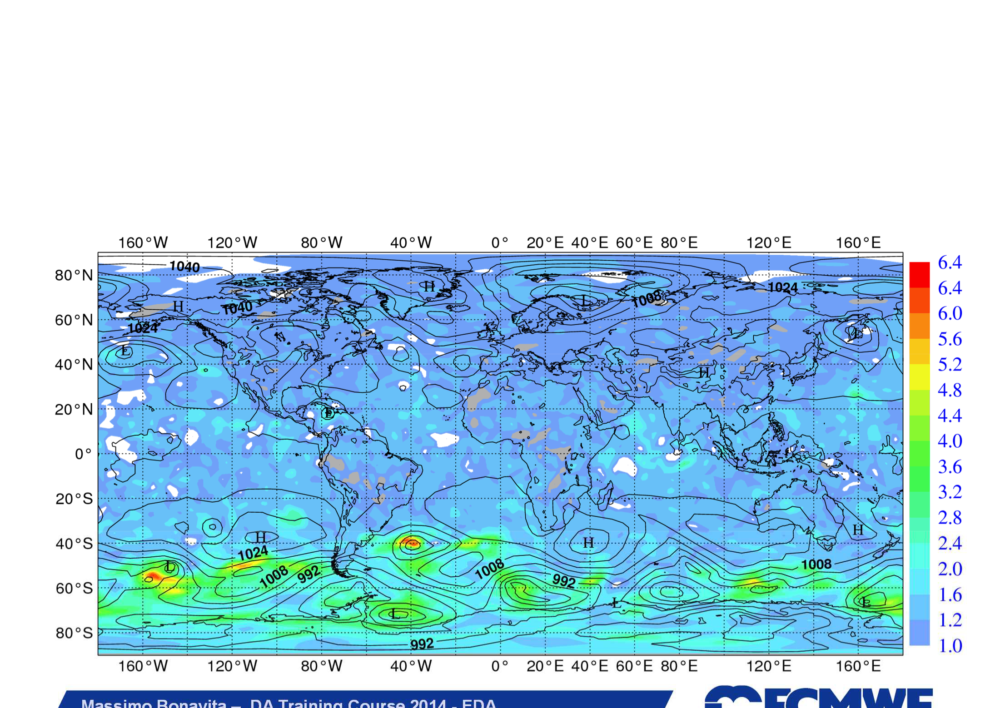 160°W 120°W 80°W 40°W 0° 20°E 40°E 60°E 80°E 120°E 160°E
80°N
60°N
40°N
20°N
0°
20°S
40°S
60°S
80°S
1040
H
1024
L
1008
H
1040
1024
L
L
H
L
H
H
H
1024
L
1008
992
1008
992
1008
L
L
L
992
6.4
6.4
6.0
5.6
5.2
4.8
4.4
4.0
3.6
3.2
2.8
2.4
2.0
1.6
1.2
1.0
160°W 120°W 80°W 40°W 0° 20°E 40°E 60°E 80°E 120°E 160°E
Massimo Bonavita – DA Training Course 2014 - EDA
ECMWF